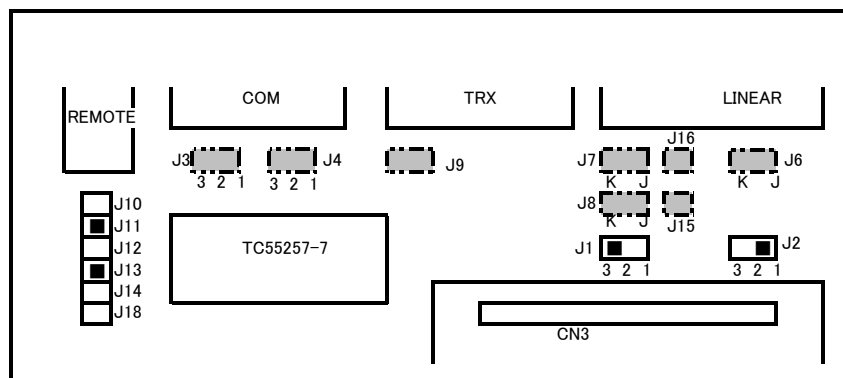 COM TRX LINEAR
REMOTE
J16
J3 J4 J9 J7 J6
3 2 1 3 2 1 K J K J
J10 J8
J11 K J J15
J12 TC55257-7 J1 J2
J13 3 2 1 3 2 1
J14
J18
CN3